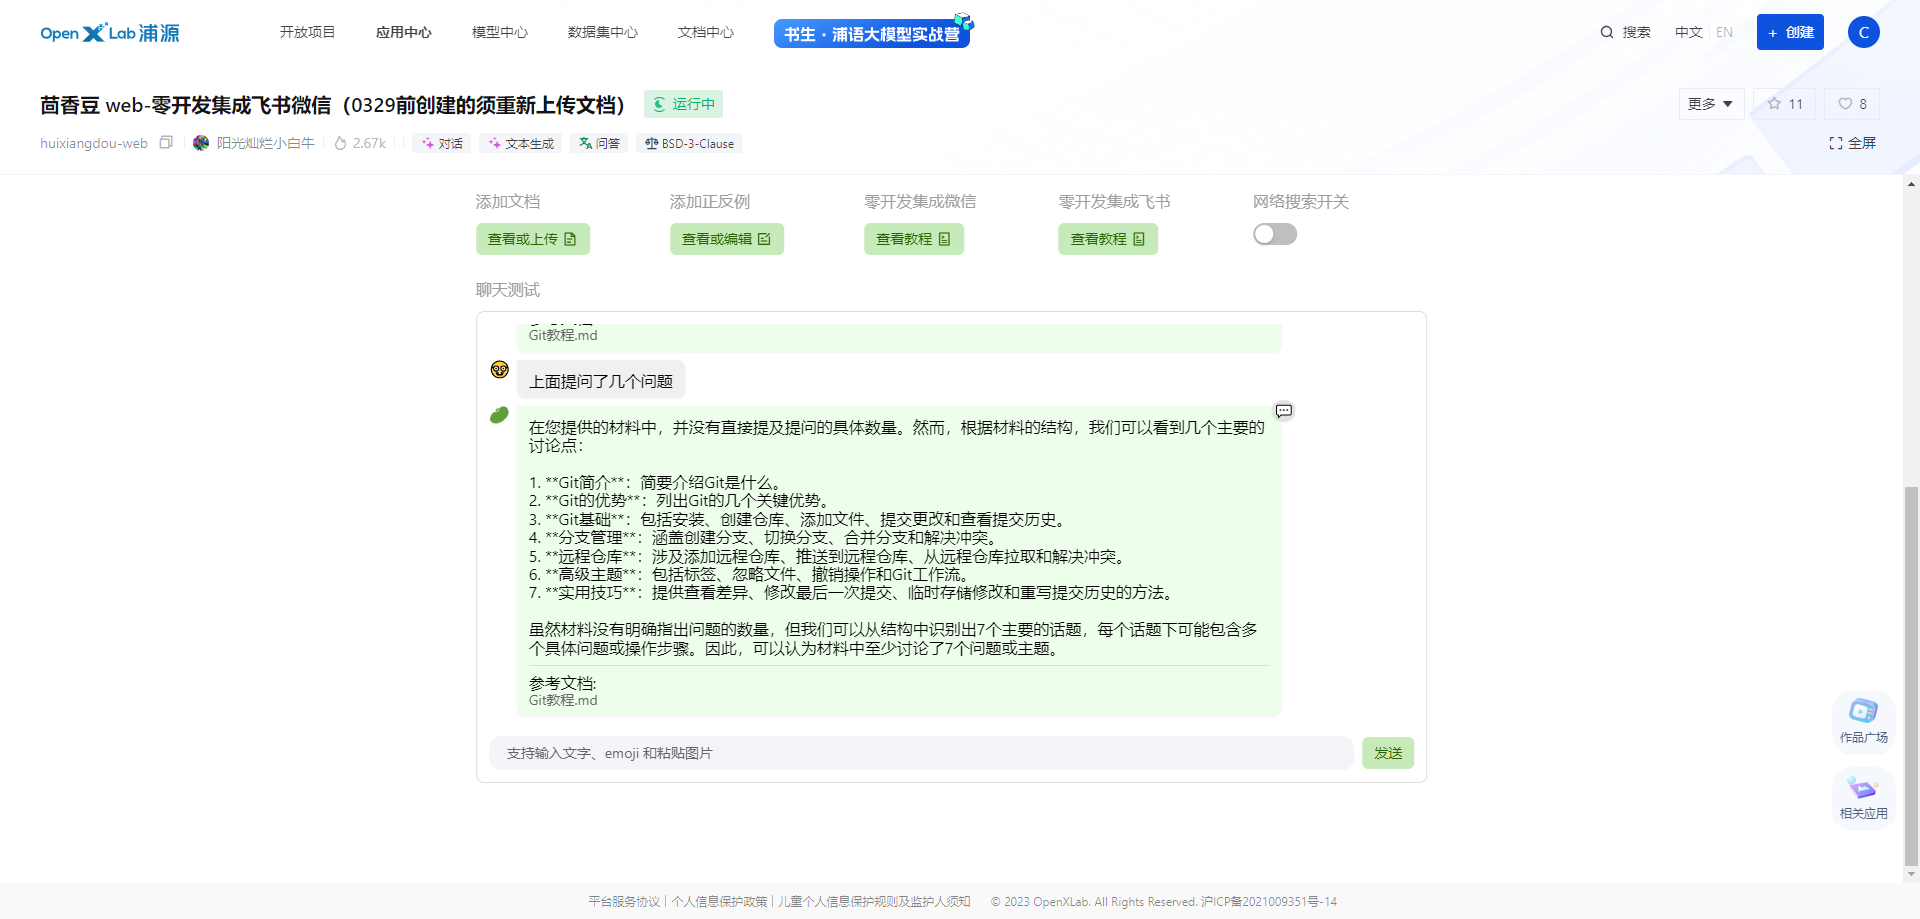 OpenXLab浦源
开放项目
应用中心
模型中心
数据集中心
文档中心
书生·浦语大模型实战营
搜索
中文 | EN
+ 创建
C
茴香豆 web-零开发集成飞书微信（0329前创建的须重新上传文档）
运行中
更多
11
8
huixiangdou-web
阳光灿烂小白牛
2.67k
对话
文本生成
问答
BSD-3-Clause
全屏
添加文档
添加正反例
零开发集成微信
零开发集成飞书
网络搜索开关
查看或上传
查看或编辑
查看教程
查看教程
聊天测试
Git教程.md
上面提问了几个问题
在您提供的材料中，并没有直接提及提问的具体数量。然而，根据材料的结构，我们可以看到几个主要的
讨论点：
1. **Git简介**：简要介绍Git是什么。
2. **Git的优势**：列出Git的几个关键优势。
3. **Git基础**：包括安装、创建仓库、添加文件、提交更改和查看提交历史。
4. **分支管理**：涵盖创建分支、切换分支、合并分支和解决冲突。
5. **远程仓库**：涉及添加远程仓库、推送到远程仓库、从远程仓库拉取和解决冲突。
6. **高级主题**：包括标签、忽略文件、撤销操作和Git工作流。
7. **实用技巧**：提供查看差异、修改最后一次提交、临时存储修改和重写提交历史的方法。
虽然材料没有明确指出问题的数量，但我们可以从结构中识别出7个主要的话题，每个话题下可能包含多
个具体问题或操作步骤。因此，可以认为材料中至少讨论了7个问题或主题。
参考文档:
Git教程.md
支持输入文字、emoji 和粘贴图片
发送
作品广场
相关应用
平台服务协议 | 个人信息保护政策 | 儿童个人信息保护规则及监护人须知 © 2023 OpenXLab. All Rights Reserved. 沪ICP备2021009351号-14